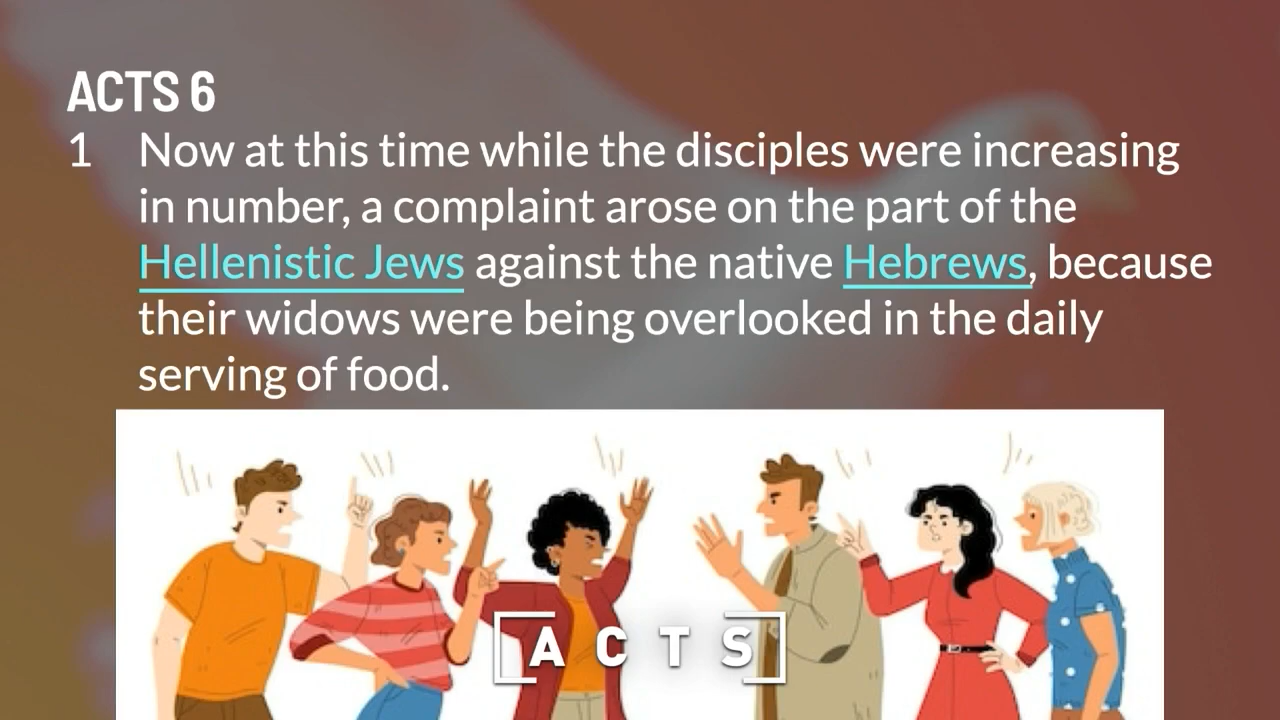 ACTS 6
1 Now at this time while the disciples were increasing
in number, a complaint arose on the part of the
Hellenistic Jews against the native Hebrews, because
their widows were being overlooked in the daily
serving of food.
ACTS